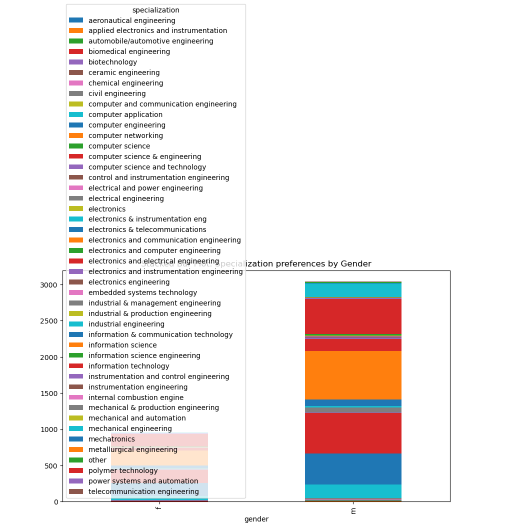 specialization
aeronautical engineering
applied electronics and instrumentation
automobile/automotive engineering
biomedical engineering
biotechnology
ceramic engineering
chemical engineering
civil engineering
computer and communication engineering
computer application
computer engineering
computer networking
computer science
computer science & engineering
computer science and technology
control and instrumentation engineering
electrical and power engineering
electrical engineering
electronics
electronics & instrumentation eng
electronics & telecommunications
electronics and communication engineering
electronics and computer engineering
electronics and electrical engineering
electronics and instrumentation engineering
electronics engineering
embedded systems technology
industrial & management engineering
industrial & production engineering
industrial engineering
information & communication technology
information science
information science engineering
information technology
instrumentation and control engineering
instrumentation engineering
internal combustion engine
mechanical & production engineering
mechanical and automation
mechanical engineering
mechatronics
metallurgical engineering
other
polymer technology
power systems and automation
telecommunication engineering
specialization preferences by Gender
3000
2500
2000
1500
1000
500
0
f
m
gender